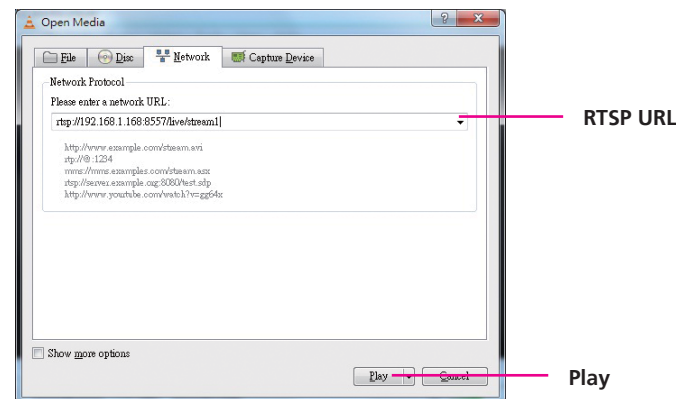 Open Media
File Disc Network Capture Device
Network Protocol
Please enter a network URL:
rtsp://192.168.1.168:8557/live/stream1
RTSP URL
http://www.example.com/stream.avi
rtp://@:1234
mms://mms.examples.com/stream.asx
rtsp://server.example.org:8080/test.sdp
http://www.yourtube.com/watch?v=gg64x
Show more options
Play Cancel
Play